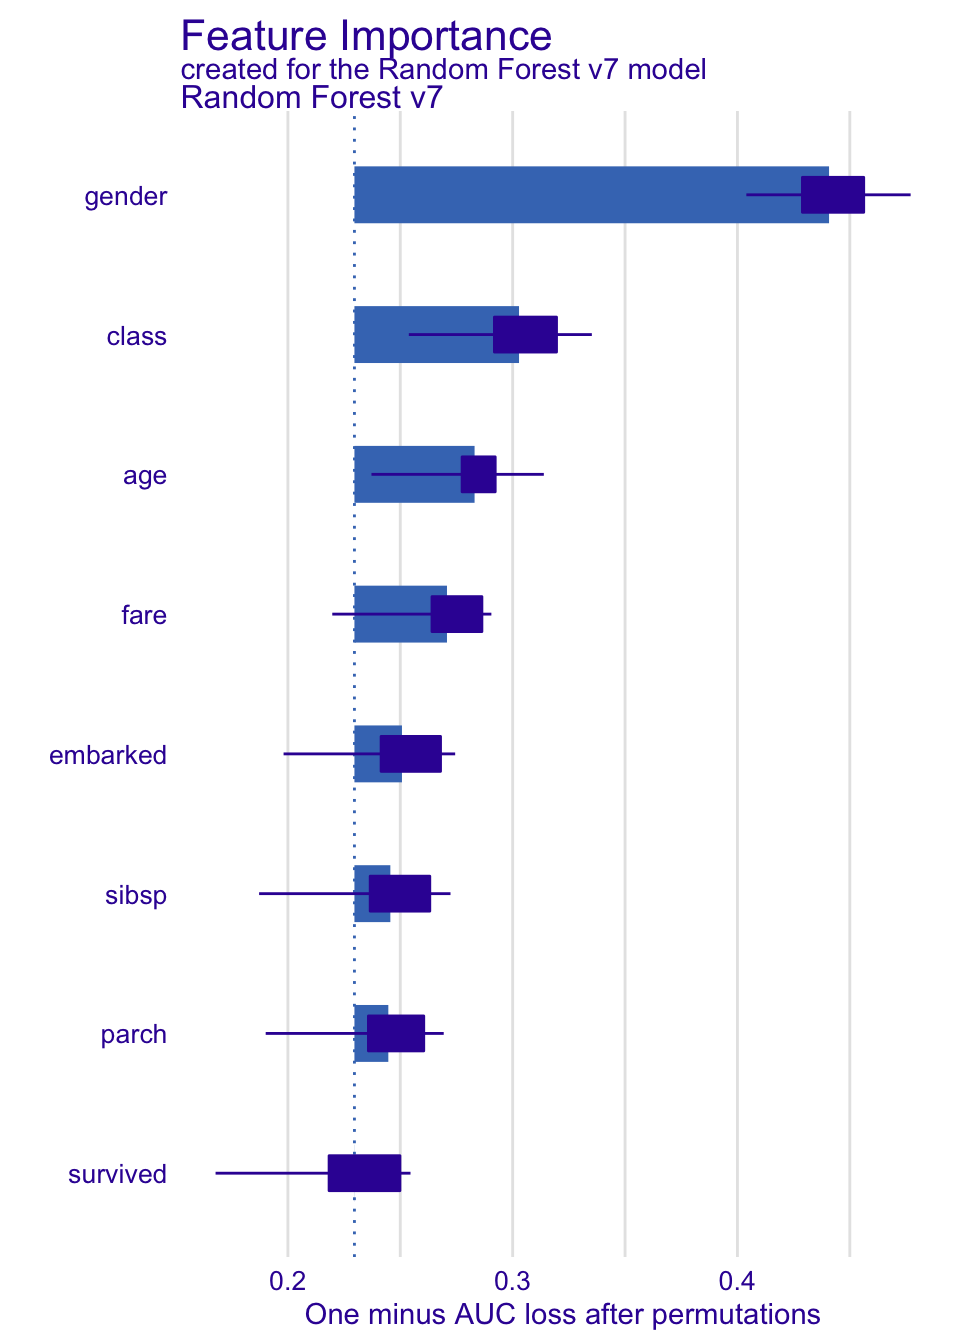 Feature Importance
created for the Random Forest v7 model
Random Forest v7
gender
class
age
fare
embarked
sibsp
parch
survived
0.2 0.3 0.4
One minus AUC loss after permutations